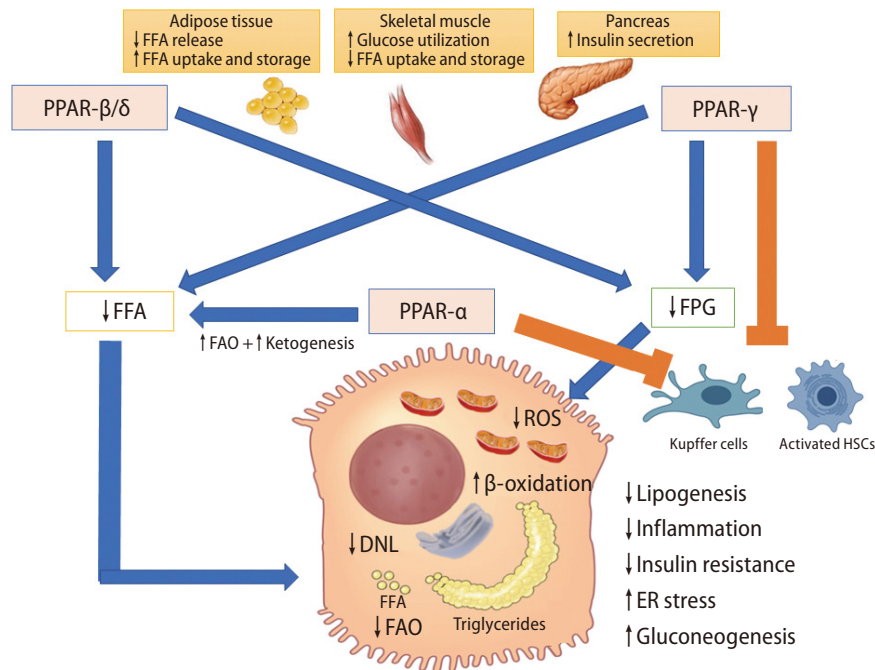 Adipose tissue
↓FFA release
↑FFA uptake and storage
Skeletal muscle
↑Glucose utilization
↓FFA uptake and storage
Pancreas
↑Insulin secretion
PPAR-β/δ
PPAR-γ
↓FFA
PPAR-α
↓FPG
↑FAO + ↑Ketogenesis
↓ROS
Kupffer cells
Activated HSCs
↑β-oxidation
↓DNL
FFA
↓FAO
Triglycerides
↓Lipogenesis
↓Inflammation
↓Insulin resistance
↑ER stress
↑Gluconeogenesis